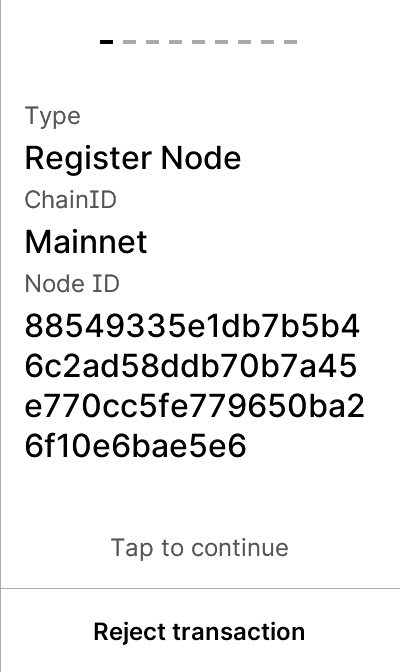 Type
Register Node
ChainID
Mainnet
Node ID
88549335e1db7b5b4
6c2ad58ddb70b7a45
e770cc5fe779650ba2
6f10e6bae5e6
Tap to continue
Reject transaction